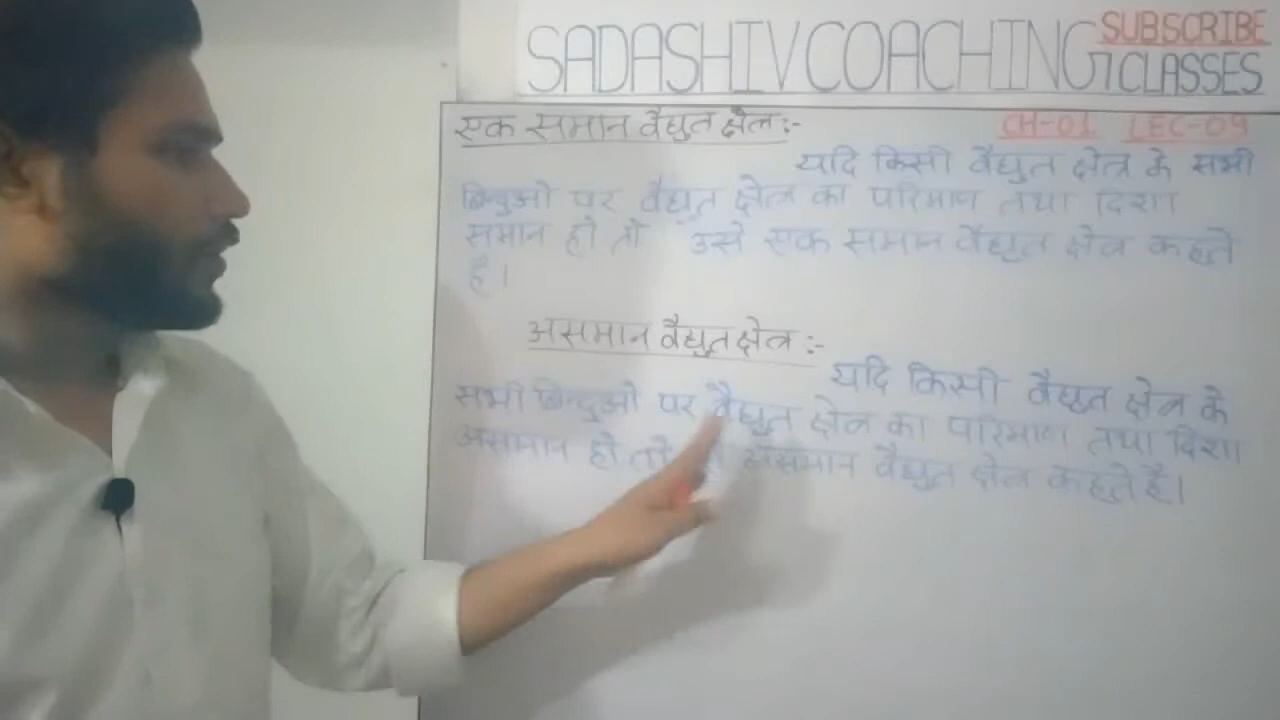 SADASHIV COACHING CLASSES
SUBSCRIBE
एक समान वैद्युत क्षेत्र:-
CH-01 LEC-09
यदि किसी वैद्युत क्षेत्र के सभी
बिन्दुओ पर वैद्युत क्षेत्र का परिमाण तथा दिशा
समान हो तो उसे एक समान वैद्युत क्षेत्र कहते
है।
असमान वैद्युत क्षेत्र :-
यदि किसी वैद्युत क्षेत्र के
सभी बिन्दुओ पर वैद्युत क्षेत्र का परिमाण तथा दिशा
असमान हो तो असमान वैद्युत क्षेत्र कहते है।